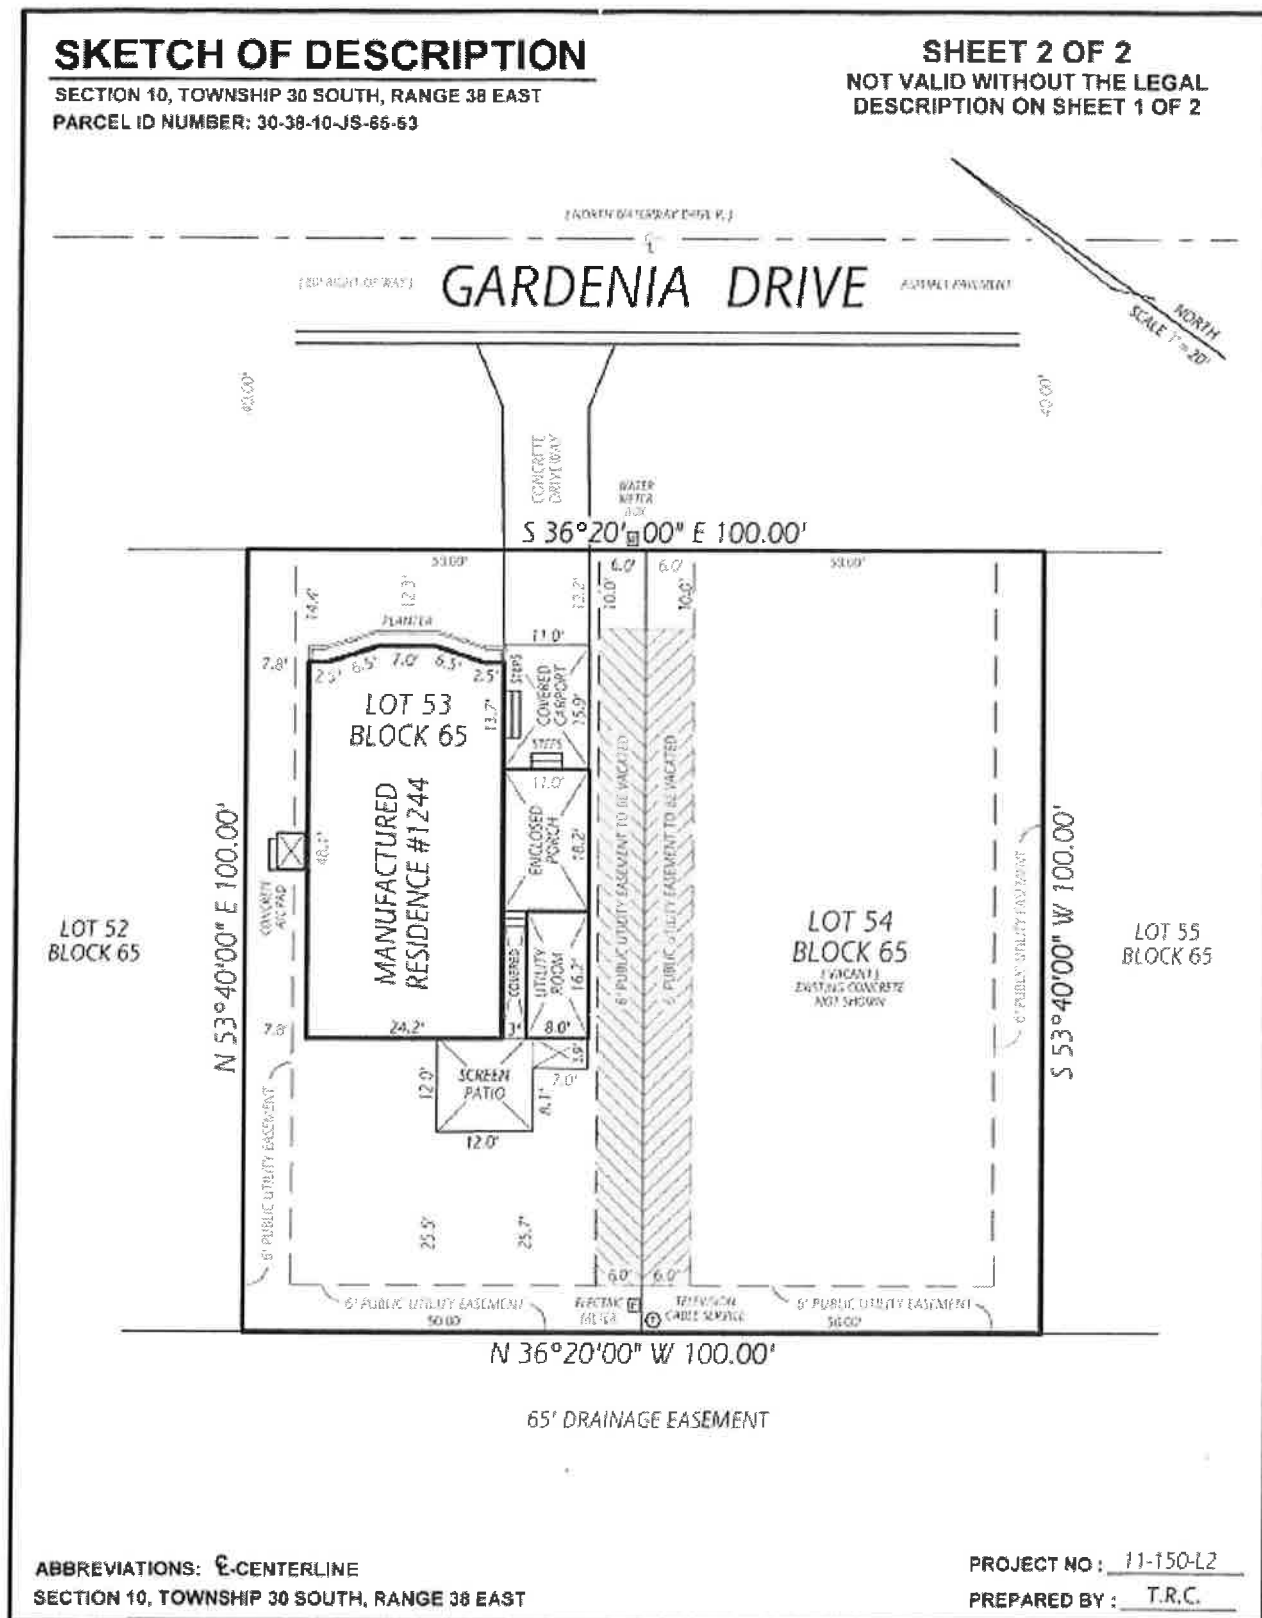 SKETCH OF DESCRIPTION
SECTION 10, TOWNSHIP 30 SOUTH, RANGE 38 EAST
PARCEL ID NUMBER: 30-38-10-JS-65-53
SHEET 2 OF 2
NOT VALID WITHOUT THE LEGAL
DESCRIPTION ON SHEET 1 OF 2
GARDENIA DRIVE
ASPHALT PAVEMENT
NORTH
SCALE 1" = 20'
40.00'
40.00'
CONCRETE
DRIVEWAY
WATER
METER
BOX
S 36°20'00" E 100.00'
50.00'
6.0'
6.0'
50.00'
14.4'
12.3'
10.0'
10.0'
PLANTER
11.0'
7.8'
2.5'
6.5'
7.0'
6.5'
2.5'
STEPS
COVERED
CARPORT
15.9'
LOT 53
BLOCK 65
13.7'
STEPS
11.0'
MANUFACTURED
RESIDENCE #1244
48.1'
ENCLOSED
PORCH
18.2'
6' PUBLIC UTILITY EASEMENT TO BE VACATED
6' PUBLIC UTILITY EASEMENT TO BE VACATED
N 53°40'00" E 100.00'
S 53°40'00" W 100.00'
CONCRETE
A/C PAD
6' PUBLIC UTILITY EASEMENT
LOT 52
BLOCK 65
LOT 54
BLOCK 65
(VACANT)
EXISTING CONCRETE
NOT SHOWN
LOT 55
BLOCK 65
COVERED
UTILITY
ROOM
16.2'
7.8'
24.2'
3'
8.0'
3.9'
7.0'
12.0'
SCREEN
PATIO
8.1'
12.0'
6' PUBLIC UTILITY EASEMENT
25.5'
25.7'
6.0'
6.0'
6' PUBLIC UTILITY EASEMENT
50.00'
ELECTRIC
METER
E
T
TELEVISION
CABLE SERVICE
6' PUBLIC UTILITY EASEMENT
50.00'
N 36°20'00" W 100.00'
65' DRAINAGE EASEMENT
ABBREVIATIONS: ℄-CENTERLINE
SECTION 10, TOWNSHIP 30 SOUTH, RANGE 38 EAST
PROJECT NO : 11-150-L2
PREPARED BY : T.R.C.